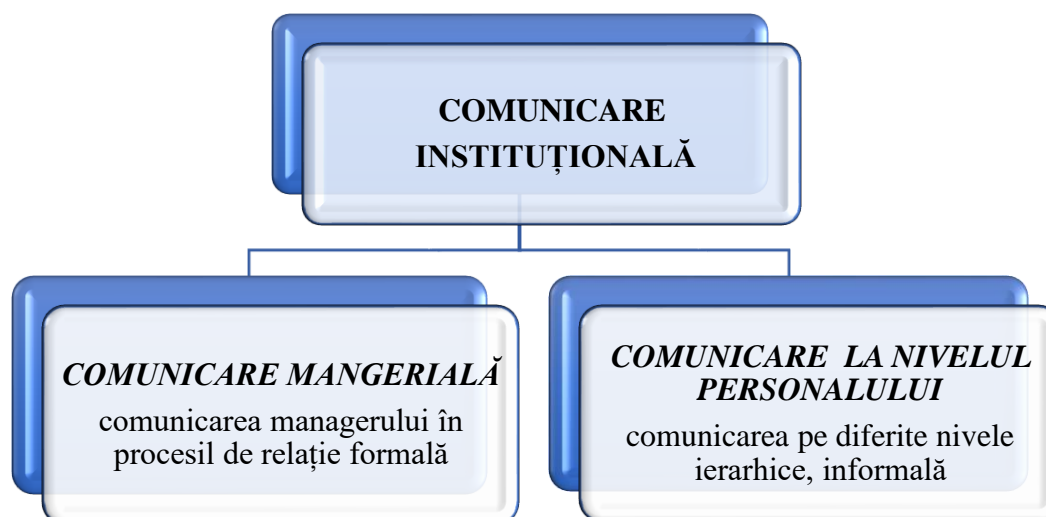 COMUNICARE
INSTITUȚIONALĂ
COMUNICARE MANGERIALĂ
comunicarea managerului în
procesil de relație formală
COMUNICARE LA NIVELUL
PERSONALULUI
comunicarea pe diferite nivele
ierarhice, informală